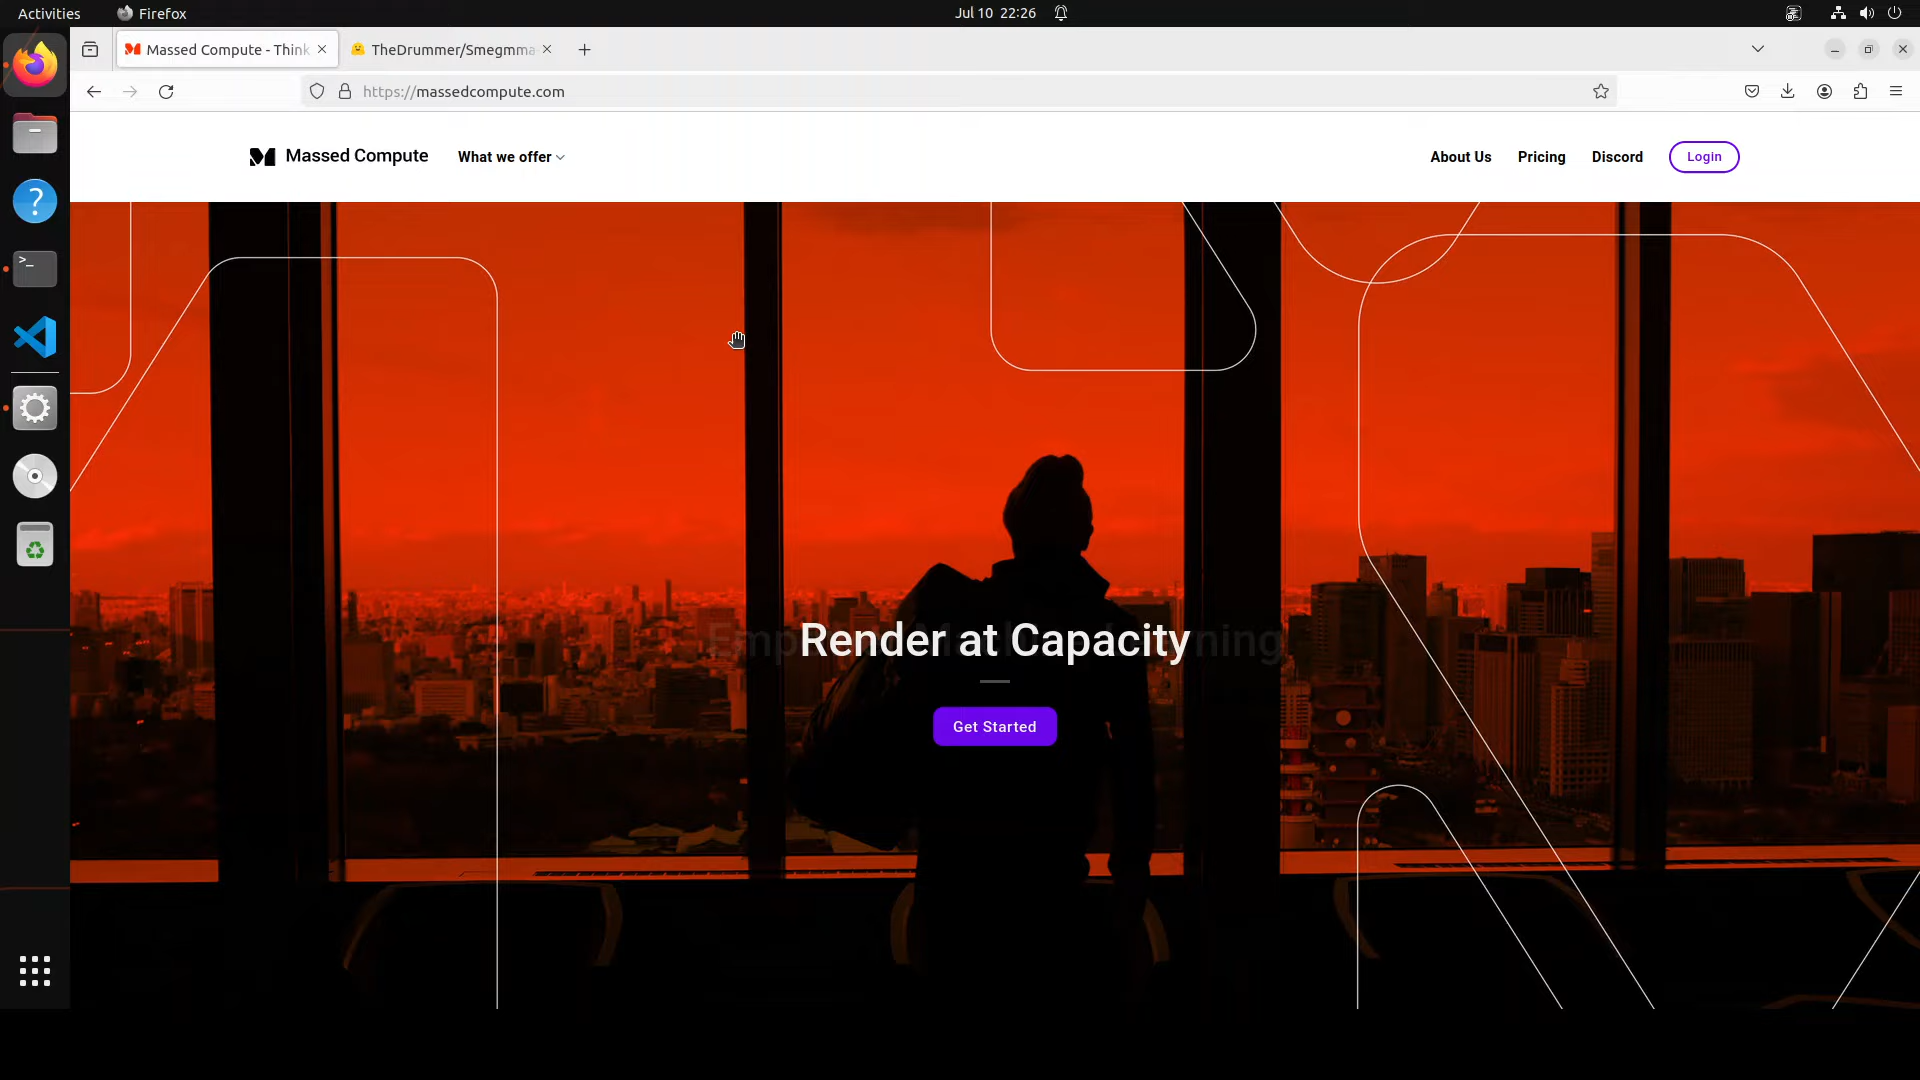 Activities
Firefox
Jul 10 22:26
Massed Compute - Think
TheDrummer/Smegmma
https://massedcompute.com
Massed Compute
What we offer
About Us
Pricing
Discord
Login
Render at Capacity
Get Started